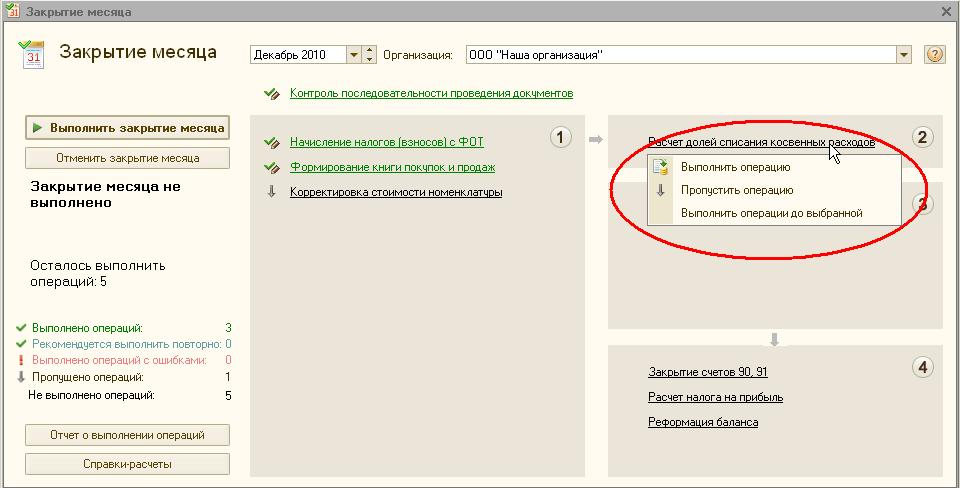 Закрытие месяца
31
Закрытие месяца
Декабрь 2010
Организация:
ООО "Наша организация"
?
Контроль последовательности проведения документов
Выполнить закрытие месяца
Отменить закрытие месяца
Закрытие месяца не
выполнено
Осталось выполнить
операций: 5
Выполнено операций: 3
Рекомендуется выполнить повторно: 0
Выполнено операций с ошибками: 0
Пропущено операций: 1
Не выполнено операций: 5
Отчет о выполнении операций
Справки-расчеты
1
Начисление налогов (взносов) с ФОТ
Формирование книги покупок и продаж
Корректировка стоимости номенклатуры
2
Расчет долей списания косвенных расходов
Выполнить операцию
Пропустить операцию
Выполнить операции до выбранной
3
4
Закрытие счетов 90, 91
Расчет налога на прибыль
Реформация баланса